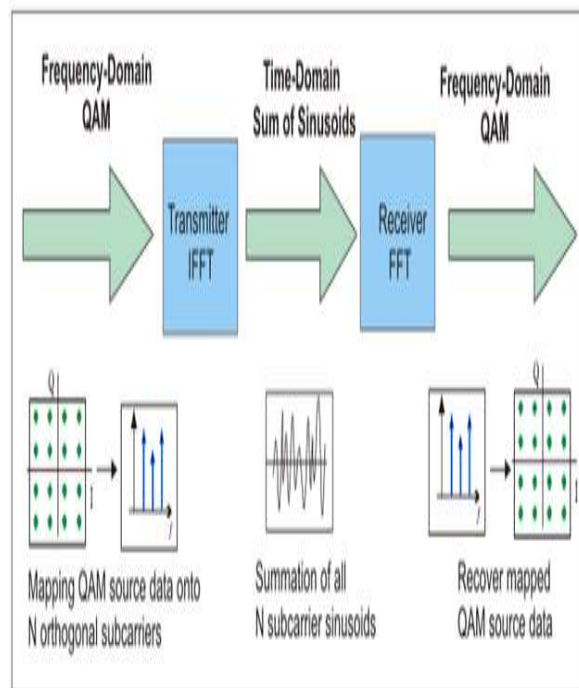 Frequency-Domain
QAM
Time-Domain
Sum of Sinusoids
Frequency-Domain
QAM
Transmitter
IFFT
Receiver
FFT
Q
I
f
Mapping QAM source data onto
N orthogonal subcarriers
Summation of all
N subcarrier sinusoids
f
Q
I
Recover mapped
QAM source data